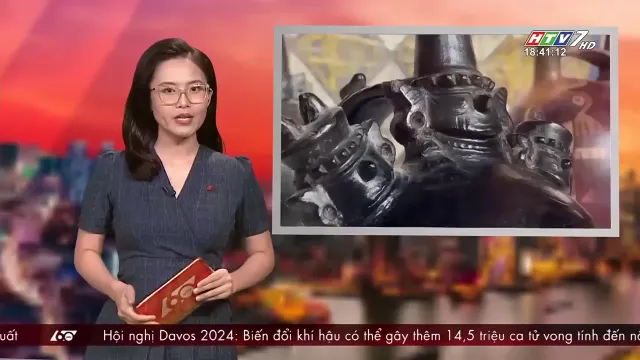 HTV7 HD
18:41:12
uất
60 Hội nghị Davos 2024: Biến đổi khí hậu có thể gây thêm 14,5 triệu ca tử vong tính đến n